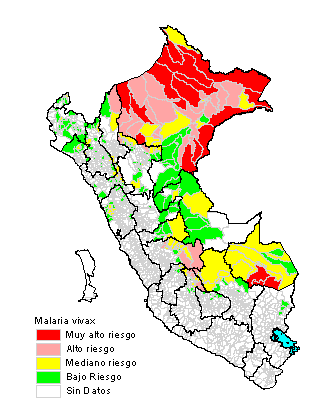 Malaria vivax
Muy alto riesgo
Alto riesgo
Mediano riesgo
Bajo Riesgo
Sin Datos